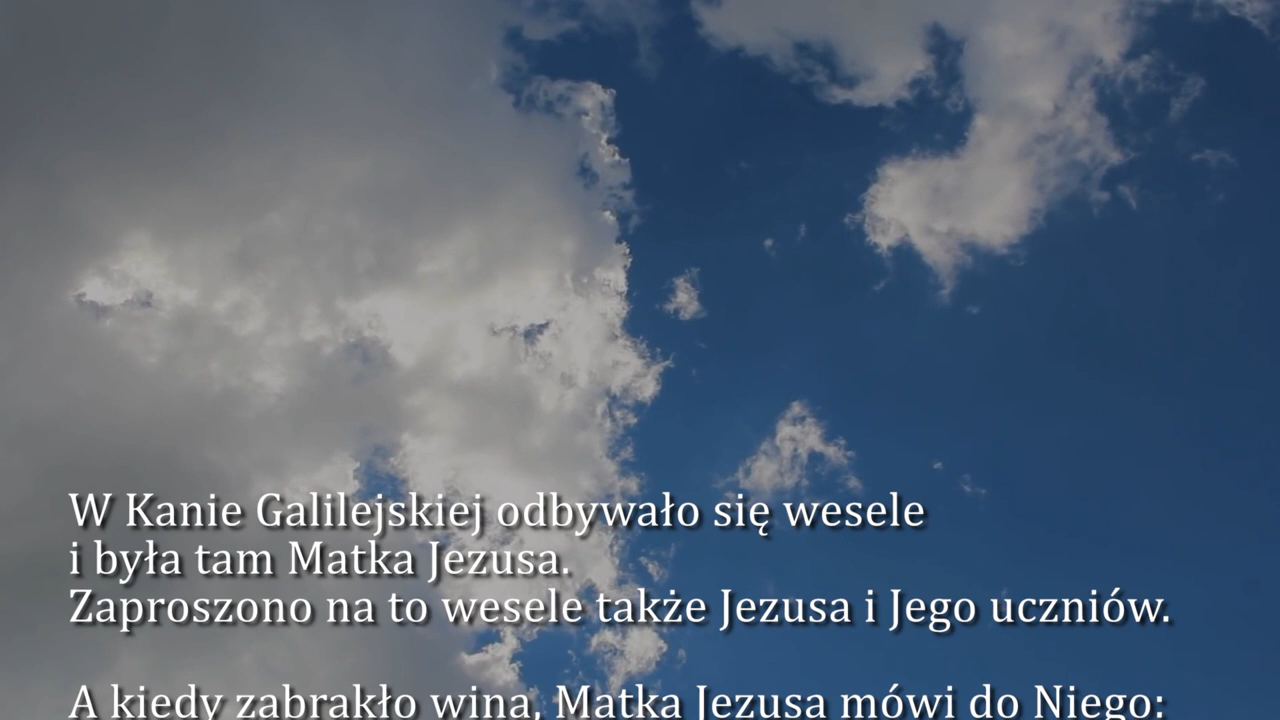 W Kanie Galilejskiej odbywało się wesele
i była tam Matka Jezusa.
Zaproszono na to wesele także Jezusa i Jego uczniów.
A kiedy zabrakło wina, Matka Jezusa mówi do Niego: